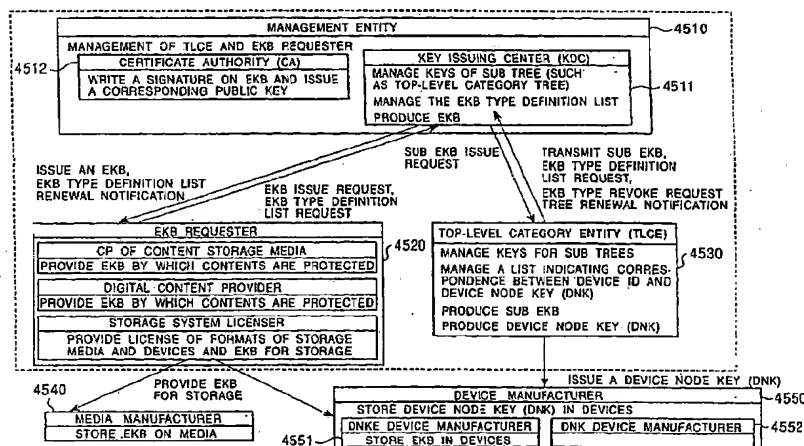 MANAGEMENT ENTITY
4510
MANAGEMENT OF TLCE AND EKB REQUESTER
4512
CERTIFICATE AUTHORITY (CA)
WRITE A SIGNATURE ON EKB AND ISSUE
A CORRESPONDING PUBLIC KEY
KEY ISSUING CENTER (KDC)
MANAGE KEYS OF SUB TREE (SUCH
AS TOP-LEVEL CATEGORY TREE)
MANAGE THE EKB TYPE DEFINITION LIST
PRODUCE EKB
4511
ISSUE AN EKB,
EKB TYPE DEFINITION LIST
RENEWAL NOTIFICATION
EKB ISSUE REQUEST,
EKB TYPE DEFINITION
LIST REQUEST
SUB EKB ISSUE
REQUEST
TRANSMIT SUB EKB,
EKB TYPE DEFINITION
LIST REQUEST,
EKB TYPE REVOKE REQUEST
TREE RENEWAL NOTIFICATION
EKB REQUESTER
4520
CP OF CONTENT STORAGE MEDIA
PROVIDE EKB BY WHICH CONTENTS ARE PROTECTED
DIGITAL CONTENT PROVIDER
PROVIDE EKB BY WHICH CONTENTS ARE PROTECTED
STORAGE SYSTEM LICENSER
PROVIDE LICENSE OF FORMATS OF STORAGE
MEDIA AND DEVICES AND EKB FOR STORAGE
TOP-LEVEL CATEGORY ENTITY (TLCE)
4530
MANAGE KEYS FOR SUB TREES
MANAGE A LIST INDICATING CORRES-
PONDENCE BETWEEN DEVICE ID AND
DEVICE NODE KEY (DNK)
PRODUCE SUB EKB
PRODUCE DEVICE NODE KEY (DNK)
PROVIDE EKB
FOR STORAGE
ISSUE A DEVICE NODE KEY (DNK)
4540
MEDIA MANUFACTURER
STORE EKB ON MEDIA
DEVICE MANUFACTURER
4550
STORE DEVICE NODE KEY (DNK) IN DEVICES
4551
DNKE DEVICE MANUFACTURER
STORE EKB IN DEVICES
DNK DEVICE MANUFACTURER
4552